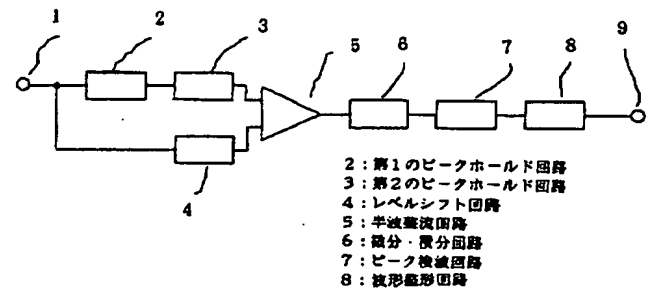 1
2
3
5
6
7
8
9
4
2：第1のピークホールド回路
3：第2のピークホールド回路
4：レベルシフト回路
5：半波整流回路
6：微分・積分回路
7：ピーク検波回路
8：波形整形回路